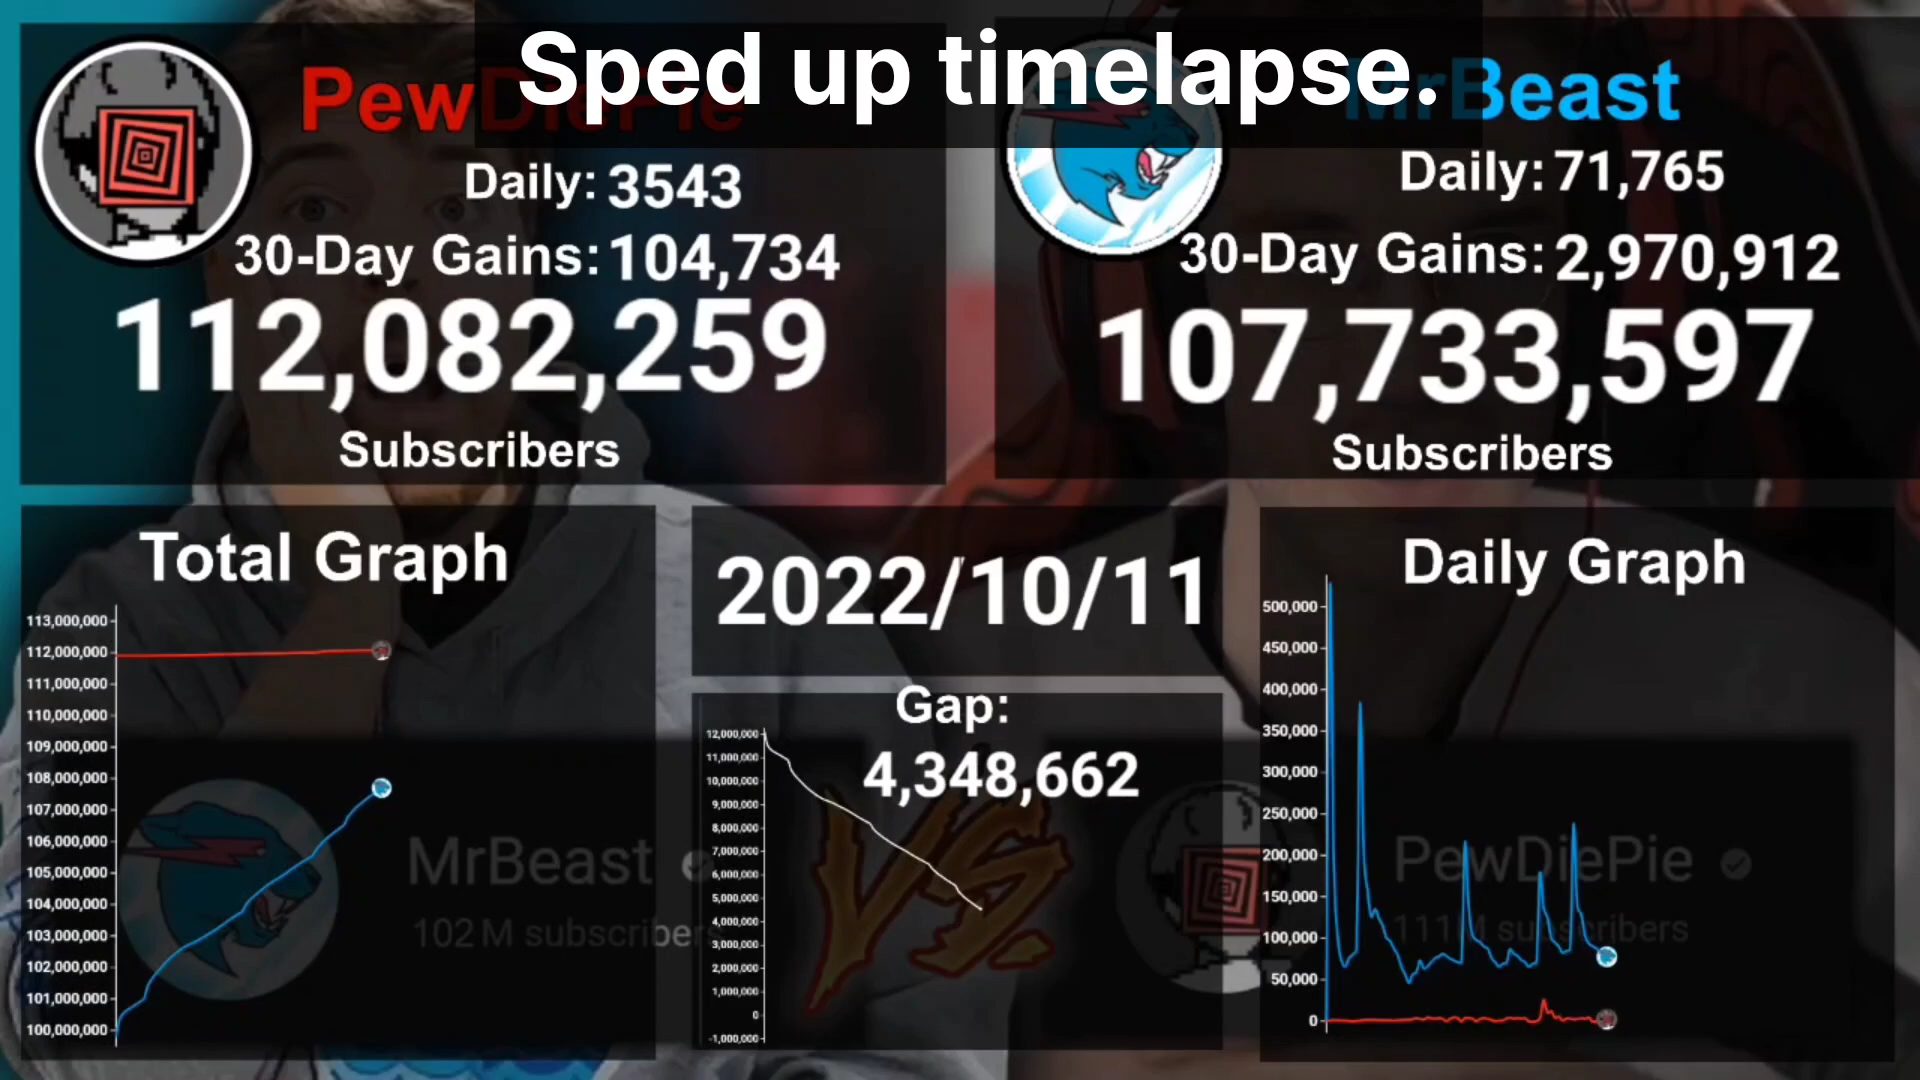 Sped up timelapse.
PewDiePie
Daily: 3543
30-Day Gains: 104,734
112,082,259
Subscribers
MrBeast
Daily: 71,765
30-Day Gains: 2,970,912
107,733,597
Subscribers
Total Graph
113,000,000
112,000,000
111,000,000
110,000,000
109,000,000
108,000,000
107,000,000
106,000,000
105,000,000
104,000,000
103,000,000
102,000,000
101,000,000
100,000,000
MrBeast
102 M subscribers
2022/10/11
Gap:
4,348,662
12,000,000
11,000,000
10,000,000
9,000,000
8,000,000
7,000,000
6,000,000
5,000,000
4,000,000
3,000,000
2,000,000
1,000,000
0
-1,000,000
VS.
Daily Graph
500,000
450,000
400,000
350,000
300,000
250,000
200,000
150,000
100,000
50,000
0
PewDiePie
111M subscribers